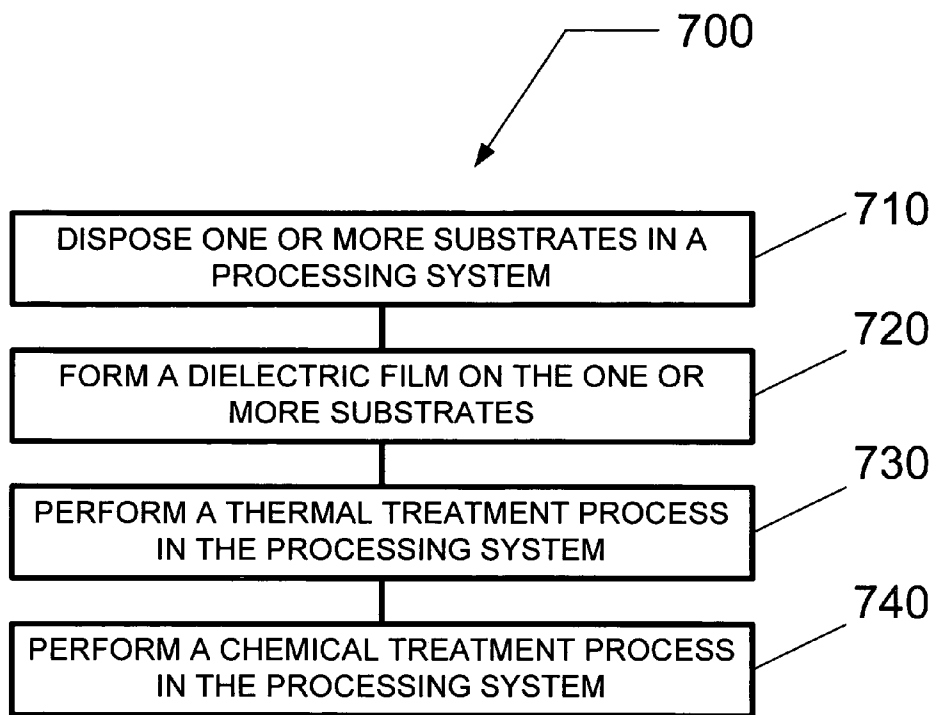 700
DISPOSE ONE OR MORE SUBSTRATES IN A
PROCESSING SYSTEM
710
FORM A DIELECTRIC FILM ON THE ONE OR
MORE SUBSTRATES
720
PERFORM A THERMAL TREATMENT PROCESS
IN THE PROCESSING SYSTEM
730
PERFORM A CHEMICAL TREATMENT PROCESS
IN THE PROCESSING SYSTEM
740